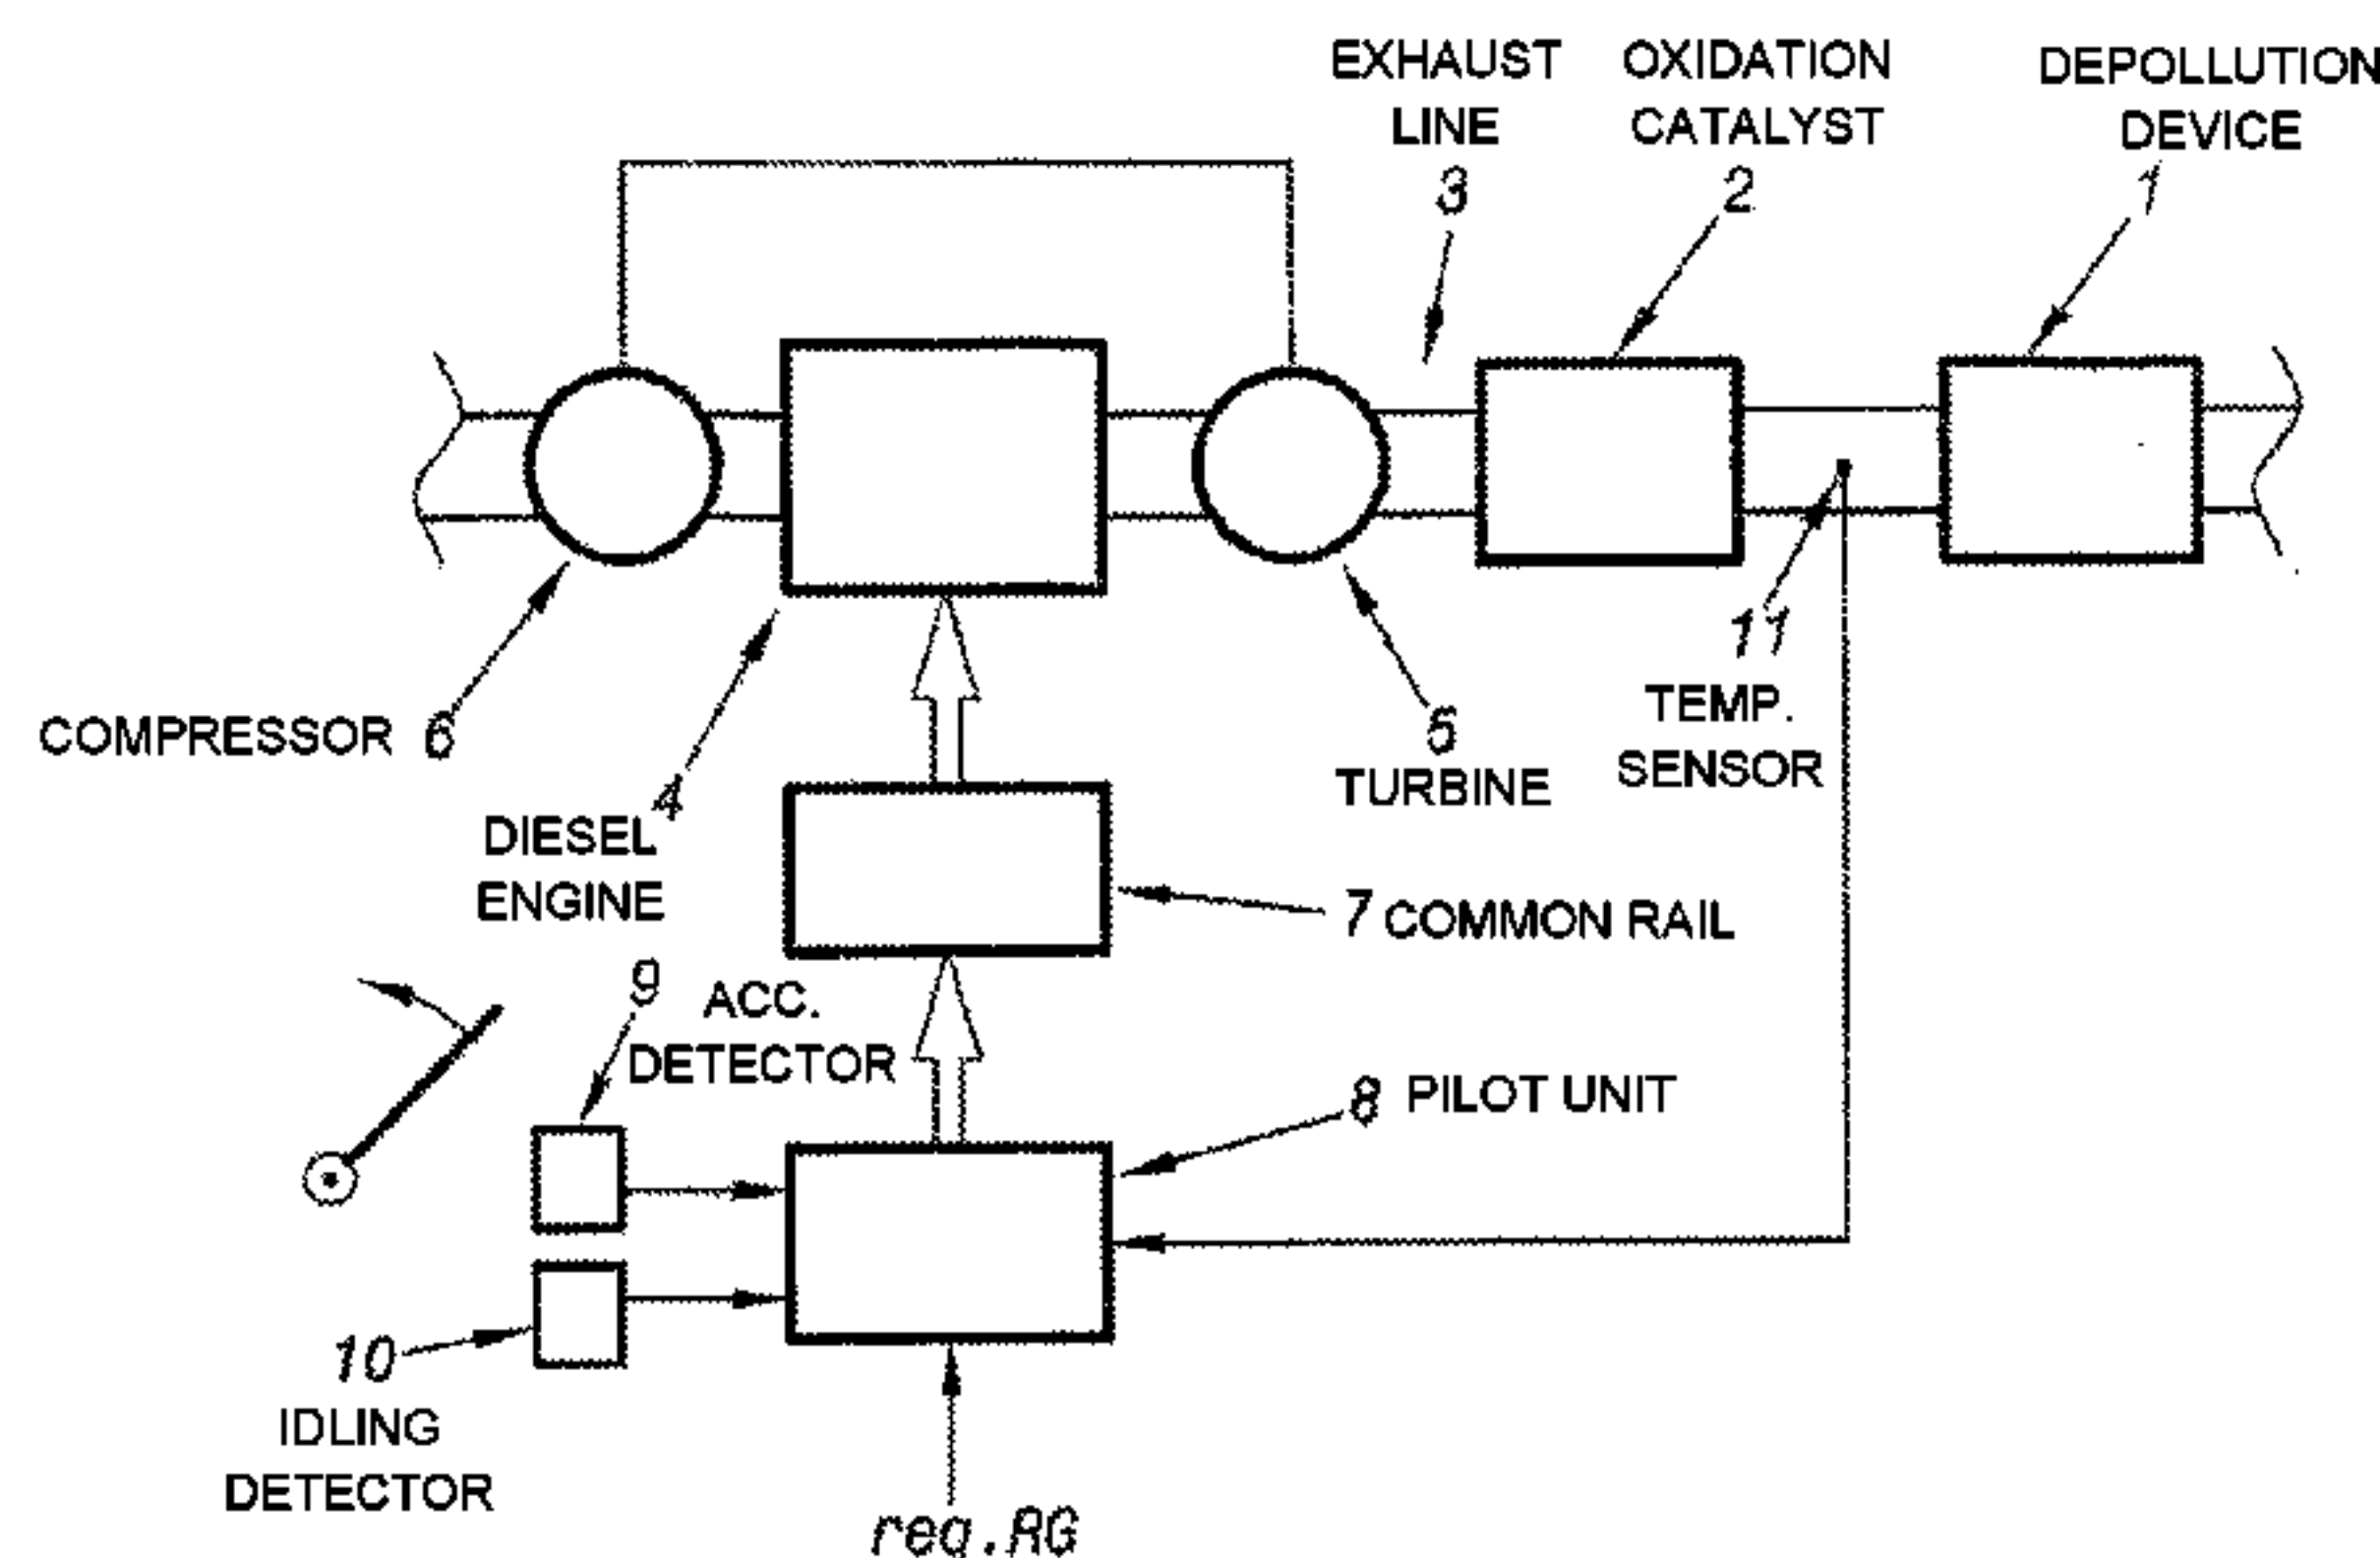 EXHAUST
LINE
3
OXIDATION
CATALYST
2
DEPOLLUTION
DEVICE
1
COMPRESSOR 6
DIESEL
ENGINE
4
5
TURBINE
11
TEMP.
SENSOR
7 COMMON RAIL
9
ACC.
DETECTOR
8 PILOT UNIT
10
IDLING
DETECTOR
req.RG